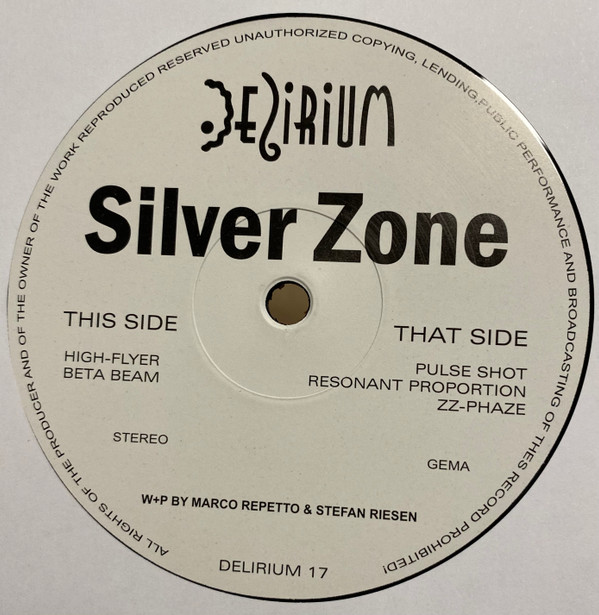 ALL RIGHTS OF THE PRODUCER AND OF THE OWNER OF THE WORK REPRODUCED RESERVED UNAUTHORIZED COPYING, LENDING,PUBLIC PERFORMANCE AND BROADCASTING OF THES RECORD PROHIBITED!
DELIRIUM
Silver Zone
THIS SIDE
HIGH-FLYER
BETA BEAM
STEREO
THAT SIDE
PULSE SHOT
RESONANT PROPORTION
ZZ-PHAZE
GEMA
W+P BY MARCO REPETTO & STEFAN RIESEN
DELIRIUM 17